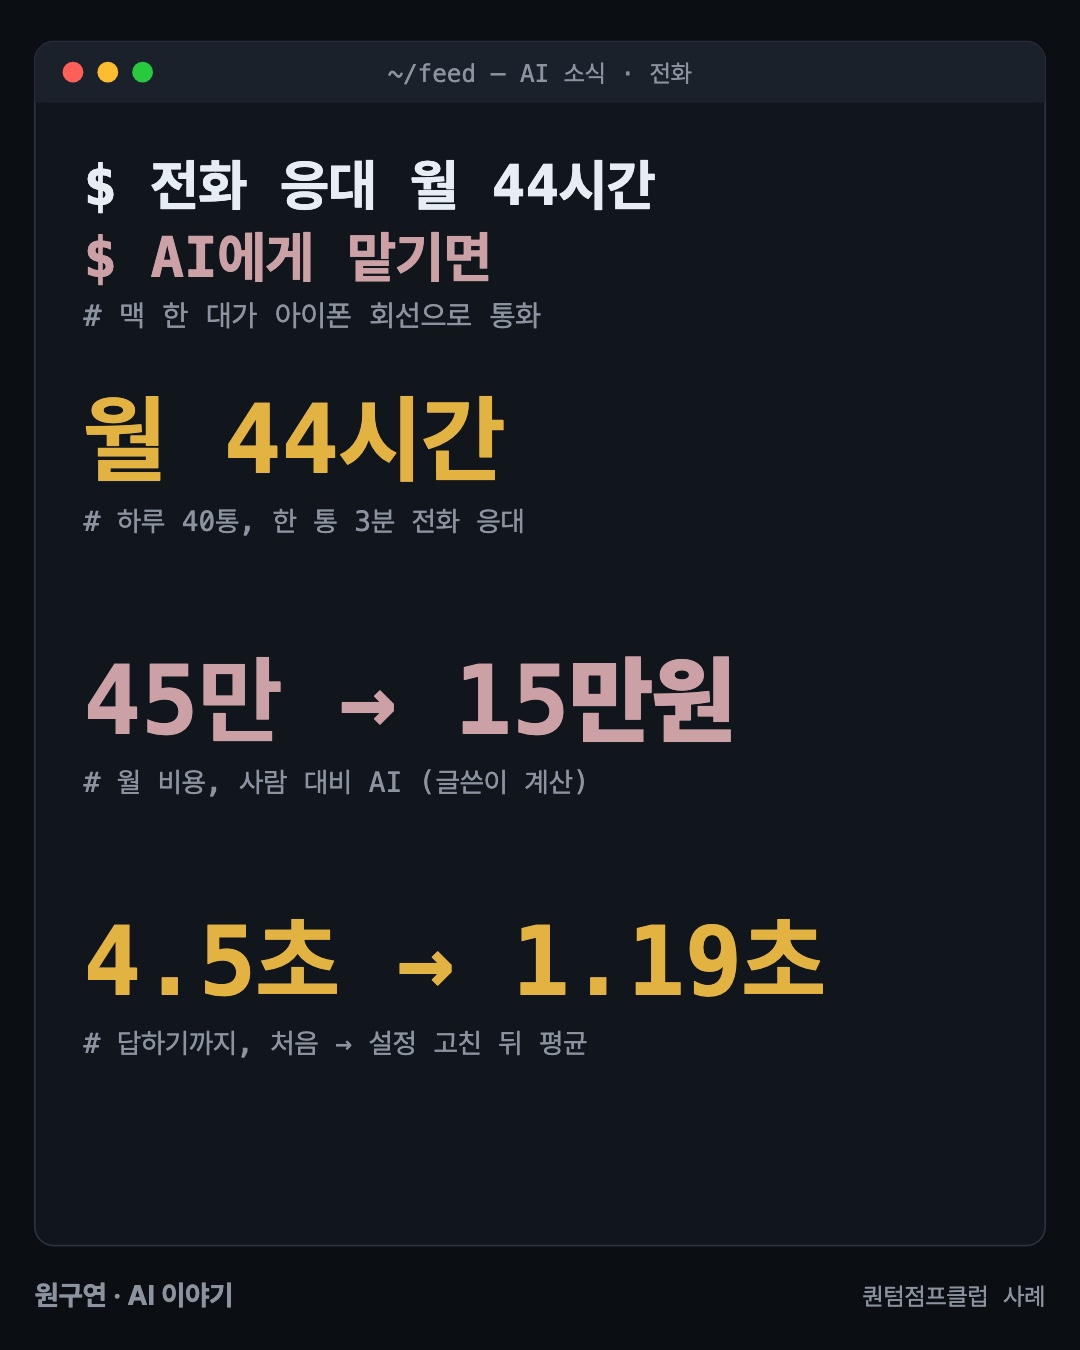 ~/feed — AI 소식 · 전화
$ 전화 응대 월 44시간
$ AI에게 맡기면
# 맥 한 대가 아이폰 회선으로 통화
월 44시간
# 하루 40통, 한 통 3분 전화 응대
45만 → 15만원
# 월 비용, 사람 대비 AI (글쓴이 계산)
4.5초 → 1.19초
# 답하기까지, 처음 → 설정 고친 뒤 평균
원구연 · AI 이야기
퀀텀점프클럽 사례